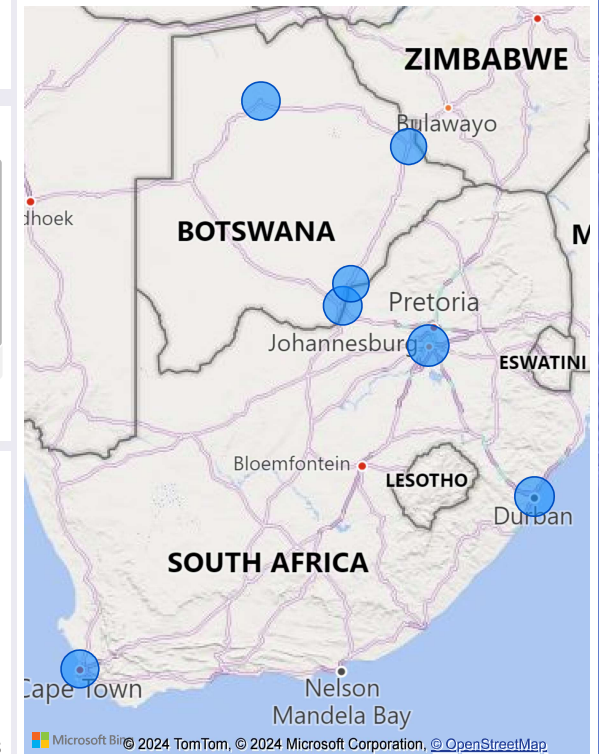 ZIMBABWE
Bulawayo
dhoek
BOTSWANA
M
Pretoria
Johannesburg
ESWATINI
Bloemfontein
LESOTHO
Durban
SOUTH AFRICA
Cape Town
Nelson
Mandela Bay
Microsoft Bing
© 2024 TomTom, © 2024 Microsoft Corporation, © OpenStreetMap